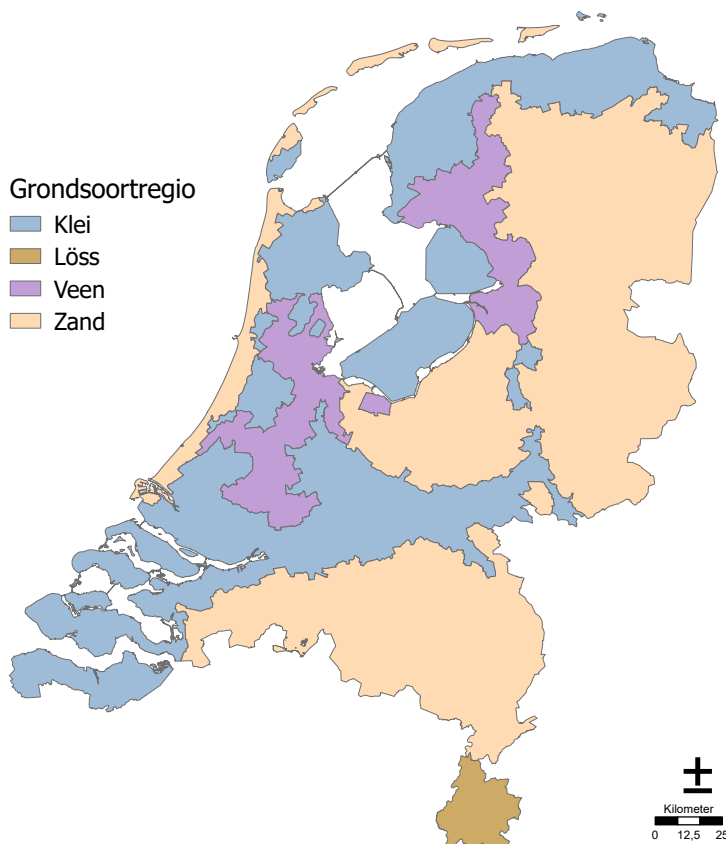 Grondsoortregio
Klei
Löss
Veen
Zand
Kilometer
0 12,5 25